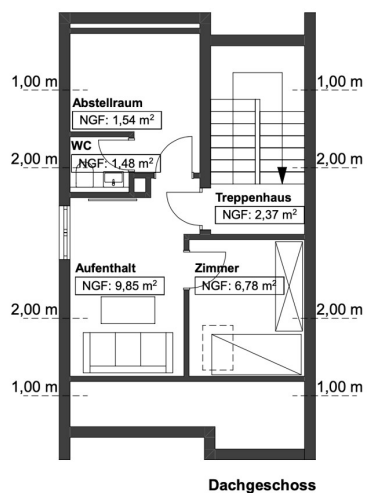 1,00 m
1,00 m
Abstellraum
NGF: 1,54 m²
WC
NGF: 1,48 m²
2,00 m
2,00 m
Treppenhaus
NGF: 2,37 m²
Aufenthalt
NGF: 9,85 m²
Zimmer
NGF: 6,78 m²
2,00 m
2,00 m
1,00 m
1,00 m
Dachgeschoss